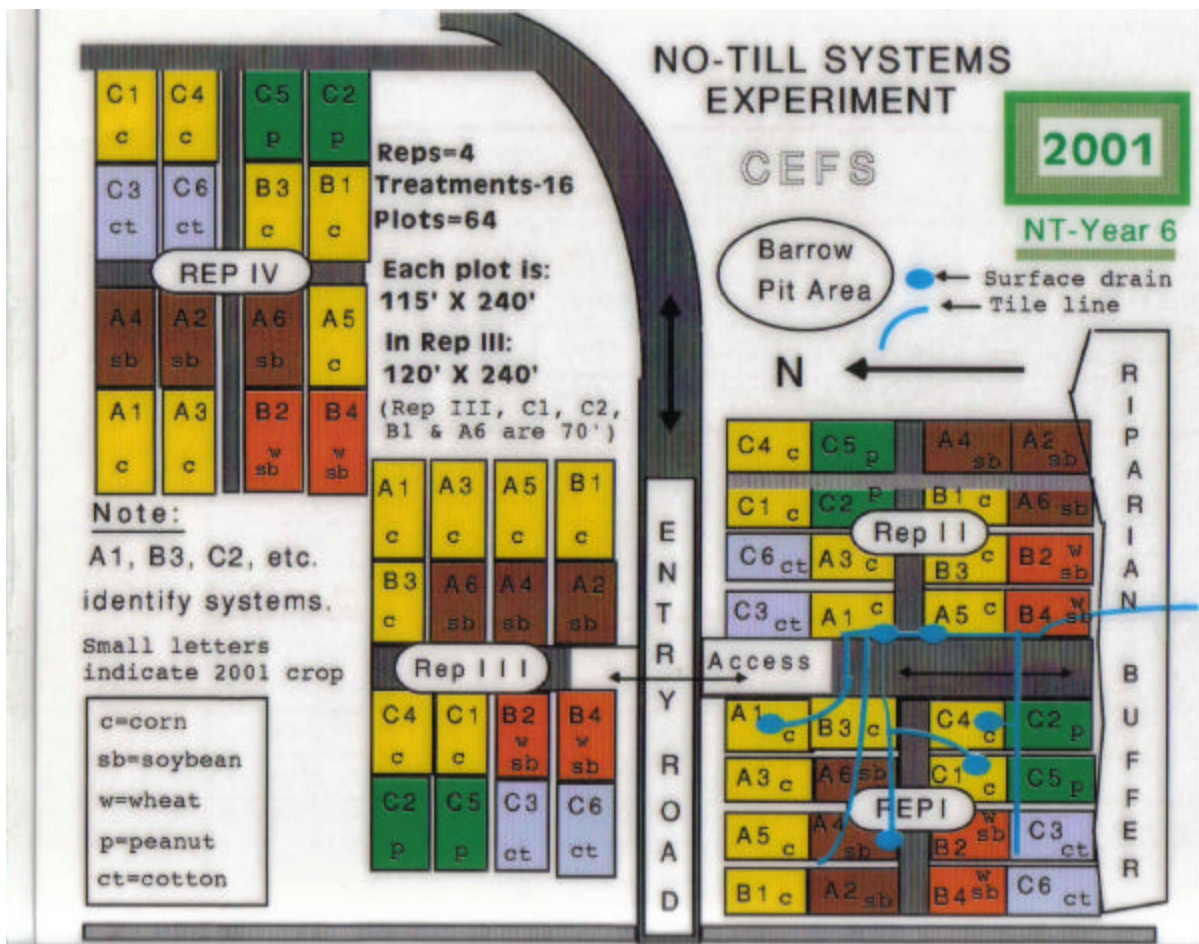 NO-TILL SYSTEMS
EXPERIMENT
CEFS
2001
NT-Year 6
Reps=4
Treatments-16
Plots=64
Each plot is:
115' X 240'
In Rep III:
120' X 240'
(Rep III, C1, C2,
B1 & A6 are 70')
Barrow
Pit Area
Surface drain
Tile line
N
C1 C4 C5 C2
c c p p
C3 C6 B3 B1
ct ct c c
REP IV
A4 A2 A6 A5
sb sb sb c
A1 A3 B2 B4
c c w sb w sb
Note:
A1, B3, C2, etc.
identify systems.
Small letters
indicate 2001 crop
c=corn
sb=soybean
w=wheat
p=peanut
ct=cotton
A1 A3 A5 B1
c c c c
B3 A6 A4 A2
c sb sb sb
Rep III
C4 C1 B2 B4
c c w sb w sb
C2 C5 C3 C6
p p ct ct
ENTRY ROAD
C4 c C5 p A4 sb A2 sb
C1 c C2 p B1 c A6 sb
Rep II
C6 ct A3 c B3 c B2 w sb
C3 ct A1 c A5 c B4 w sb
Access
A1 c B3 c C4 c C2 p
A3 c A6 sb C1 c C5 p
REP I
A5 c A4 sb B2 w sb C3 ct
B1 c A2 sb B4 w sb C6 ct
RIPARIAN BUFFER